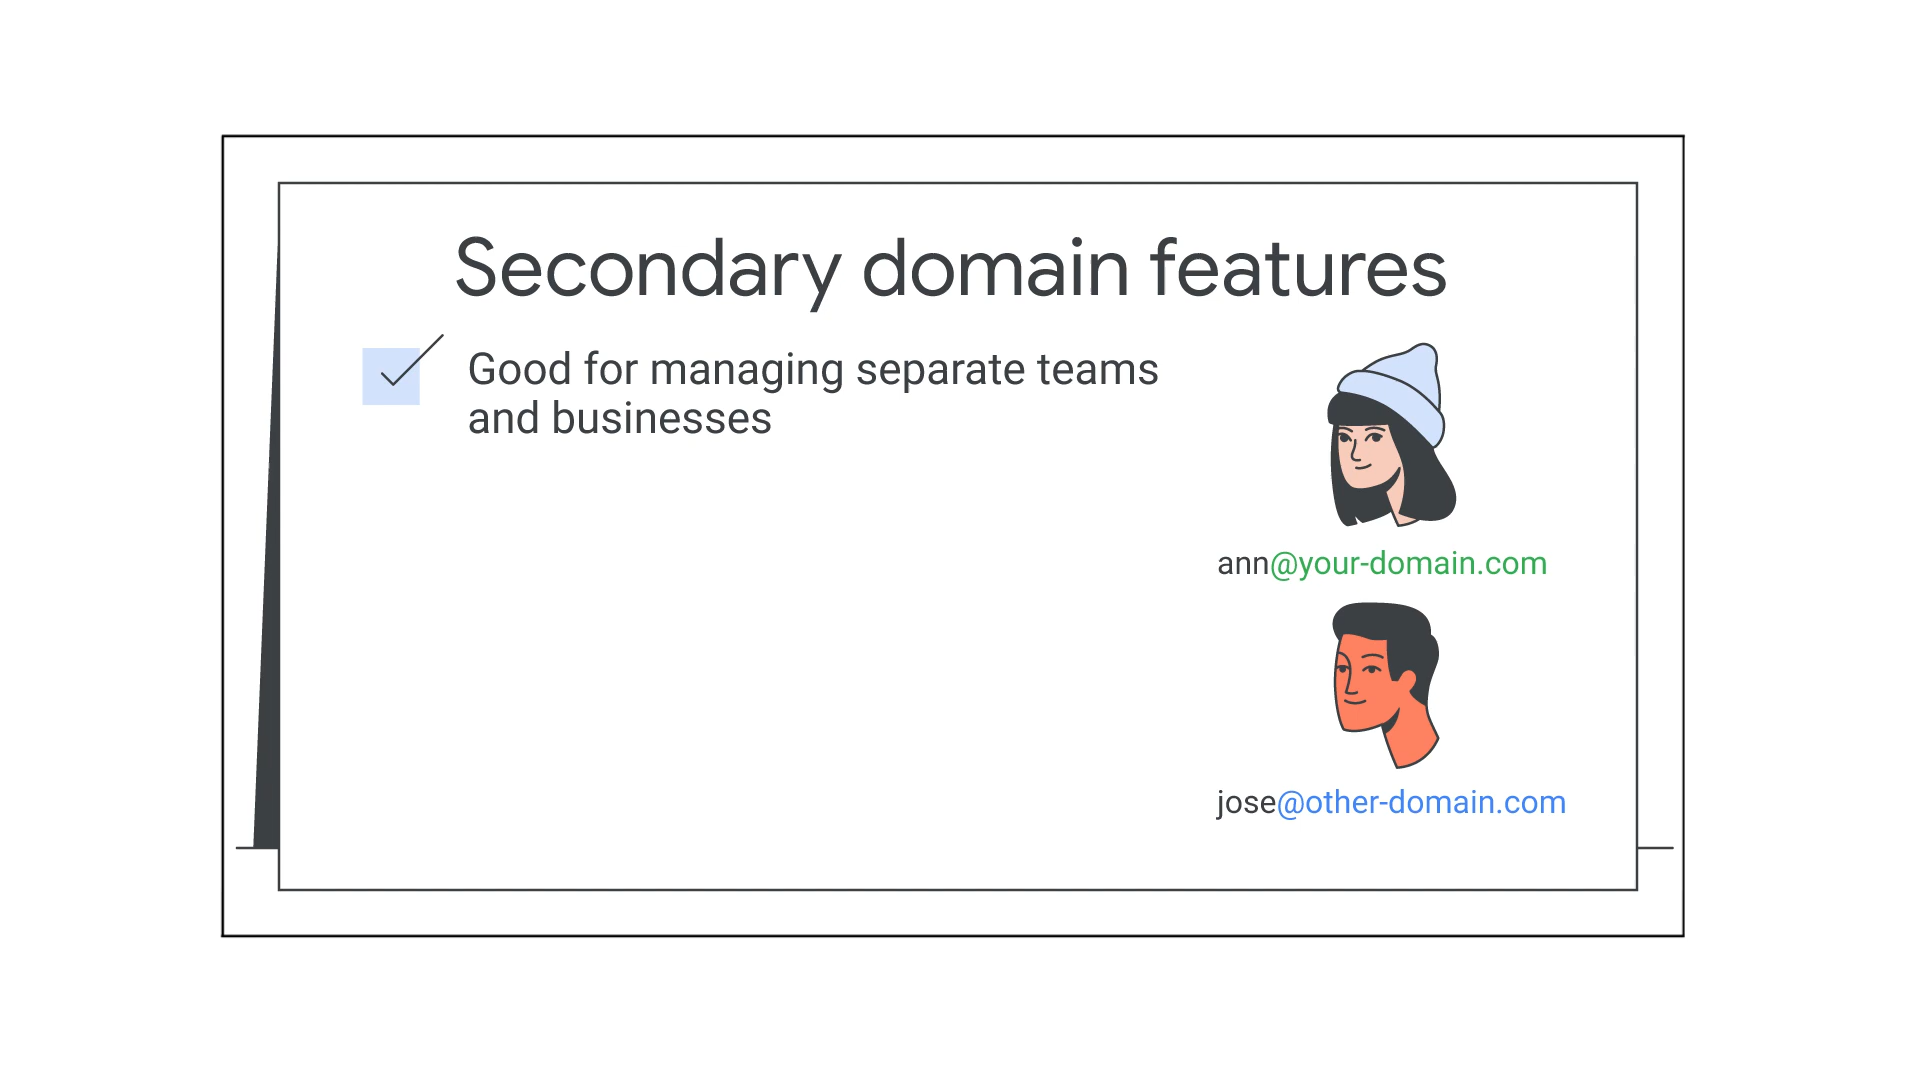 Secondary domain features
Good for managing separate teams
and businesses
ann@your-domain.com
jose@other-domain.com